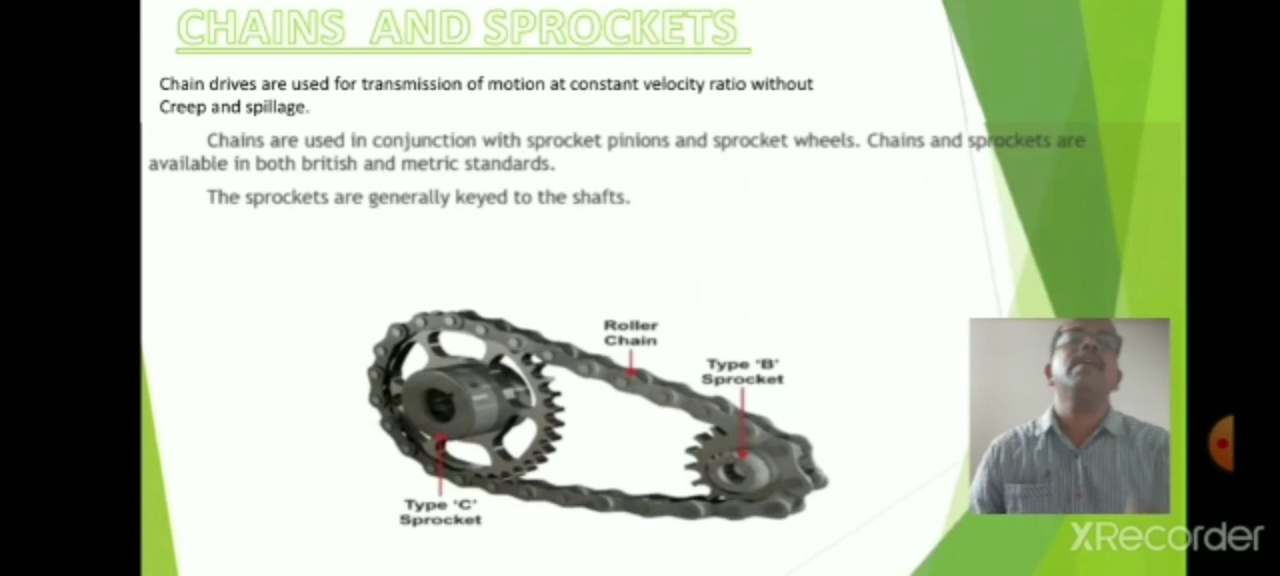 CHAINS AND SPROCKETS
Chain drives are used for transmission of motion at constant velocity ratio without
Creep and spillage.
Chains are used in conjunction with sprocket pinions and sprocket wheels. Chains and sprockets are
available in both british and metric standards.
The sprockets are generally keyed to the shafts.
Roller
Chain
Type 'B'
Sprocket
Type 'C'
Sprocket
XRecorder